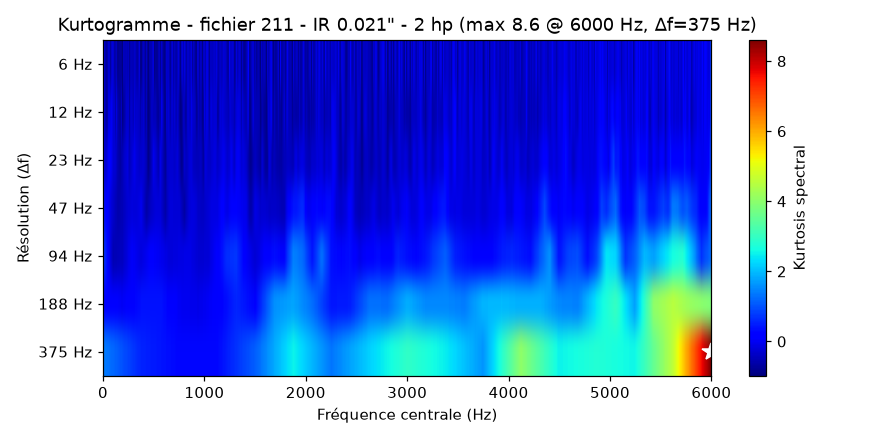 Kurtogramme - fichier 211 - IR 0.021" - 2 hp (max 8.6 @ 6000 Hz, Δf=375 Hz)
6 Hz
12 Hz
23 Hz
47 Hz
94 Hz
188 Hz
375 Hz
Résolution (Δf)
0
1000
2000
3000
4000
5000
6000
Fréquence centrale (Hz)
8
6
4
2
0
Kurtosis spectral